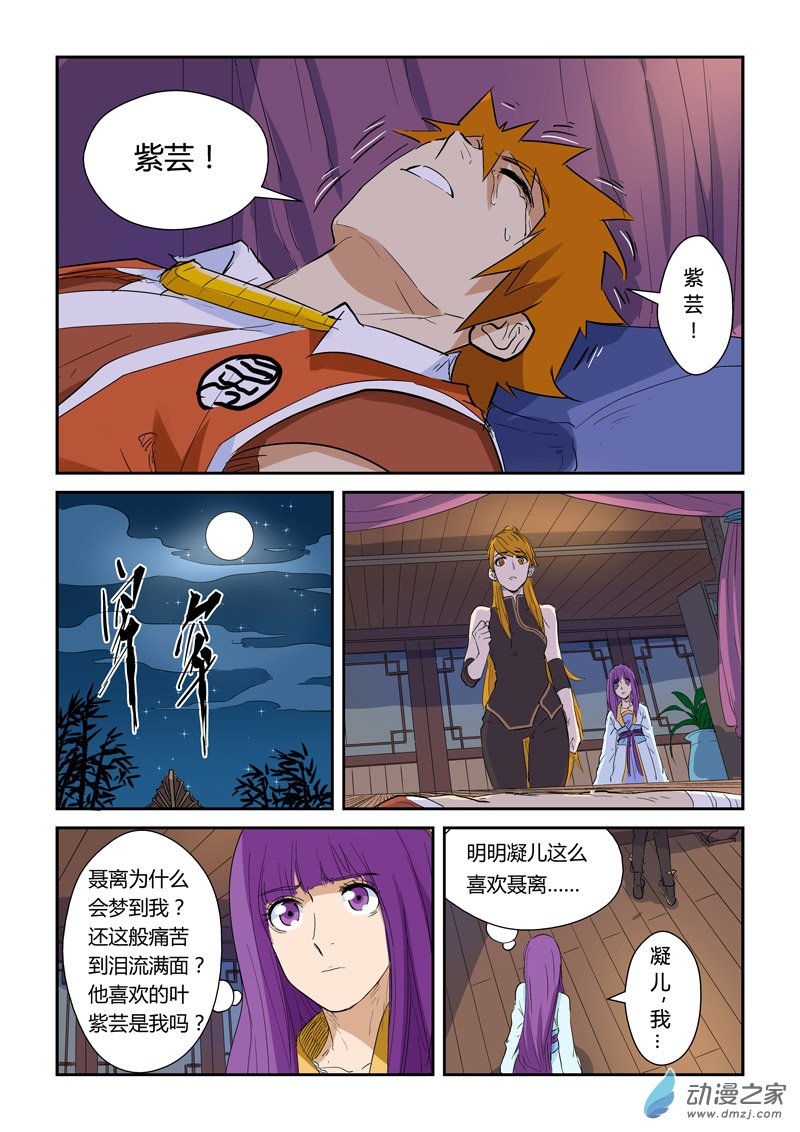 紫芸！
紫
芸
！
聂离为什么
会梦到我？
还这般痛苦
到泪流满面？
他喜欢的叶
紫芸是我吗？
明明凝儿这么
喜欢聂离……
凝
儿，
我
…
动漫之家
www.dmzj.com